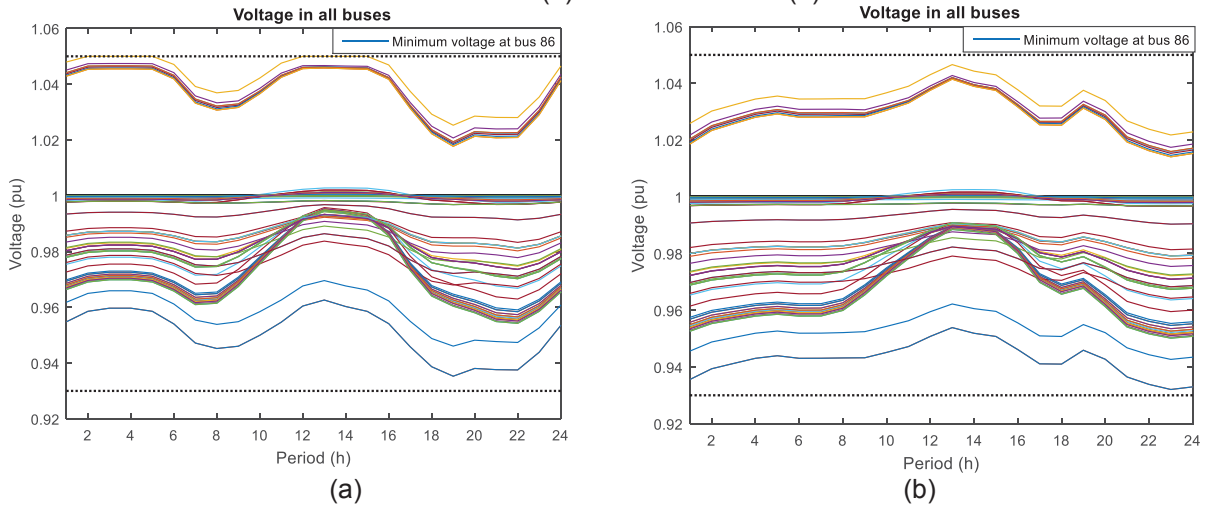 Voltage in all buses
1.06
1.04
1.02
1
0.98
0.96
0.94
0.92
Voltage (pu)
Minimum voltage at bus 86
2 4 6 8 10 12 14 16 18 20 22 24
Period (h)
(a)
Voltage in all buses
1.06
1.04
1.02
1
0.98
0.96
0.94
0.92
Voltage (pu)
Minimum voltage at bus 86
2 4 6 8 10 12 14 16 18 20 22 24
Period (h)
(b)